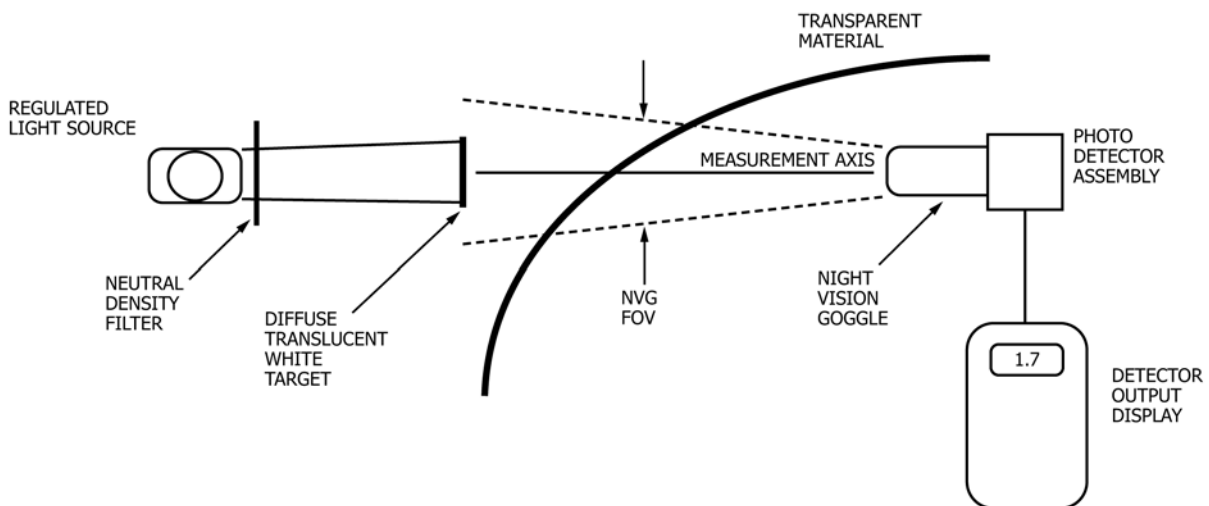 TRANSPARENT
MATERIAL
REGULATED
LIGHT SOURCE
MEASUREMENT AXIS
PHOTO
DETECTOR
ASSEMBLY
NEUTRAL
DENSITY
FILTER
DIFFUSE
TRANSLUCENT
WHITE
TARGET
NVG
FOV
NIGHT
VISION
GOGGLE
1.7
DETECTOR
OUTPUT
DISPLAY